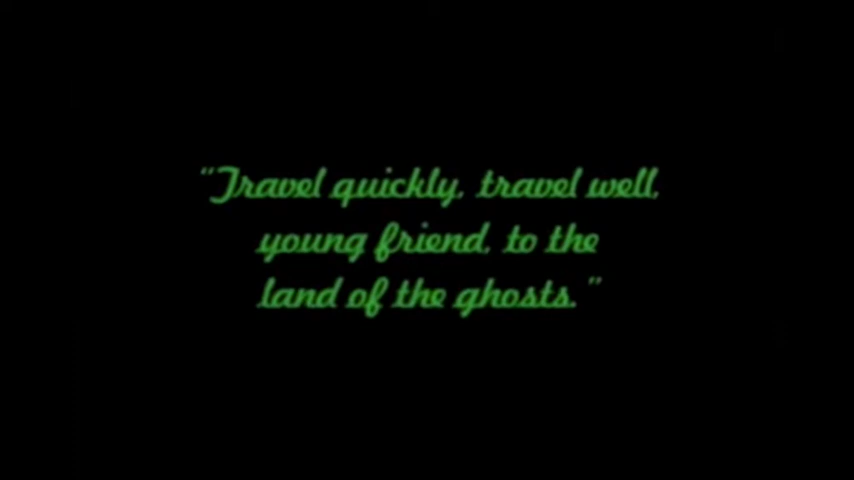 "Travel quickly, travel well,
young friend, to the
land of the ghosts."